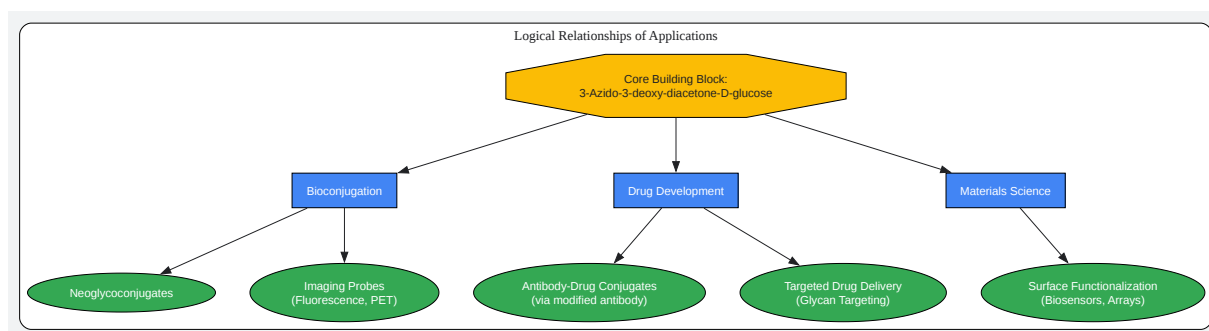 Logical Relationships of Applications
Core Building Block:
3-Azido-3-deoxy-diacetone-D-glucose
Bioconjugation
Drug Development
Materials Science
Neoglycoconjugates
Imaging Probes
(Fluorescence, PET)
Antibody-Drug Conjugates
(via modified antibody)
Targeted Drug Delivery
(Glycan Targeting)
Surface Functionalization
(Biosensors, Arrays)